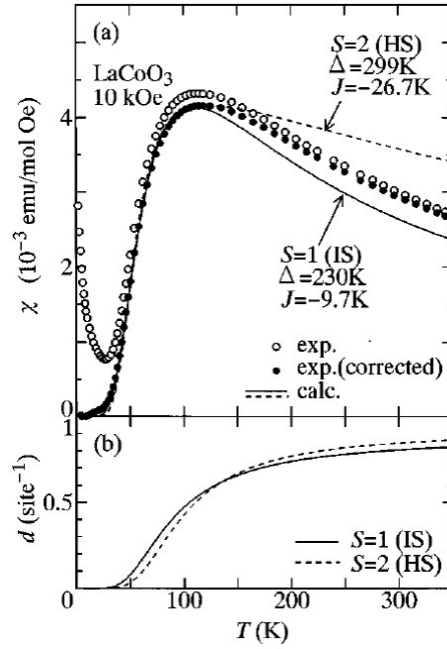 (a)
LaCoO3
10 kOe
S=2 (HS)
Δ=299K
J=−26.7K
S=1 (IS)
Δ=230K
J=−9.7K
exp.
exp.(corrected)
calc.
χ (10−3 emu/mol Oe)
4
2
0
(b)
1
0.5
d (site−1)
S=1 (IS)
S=2 (HS)
0
100
200
300
T (K)